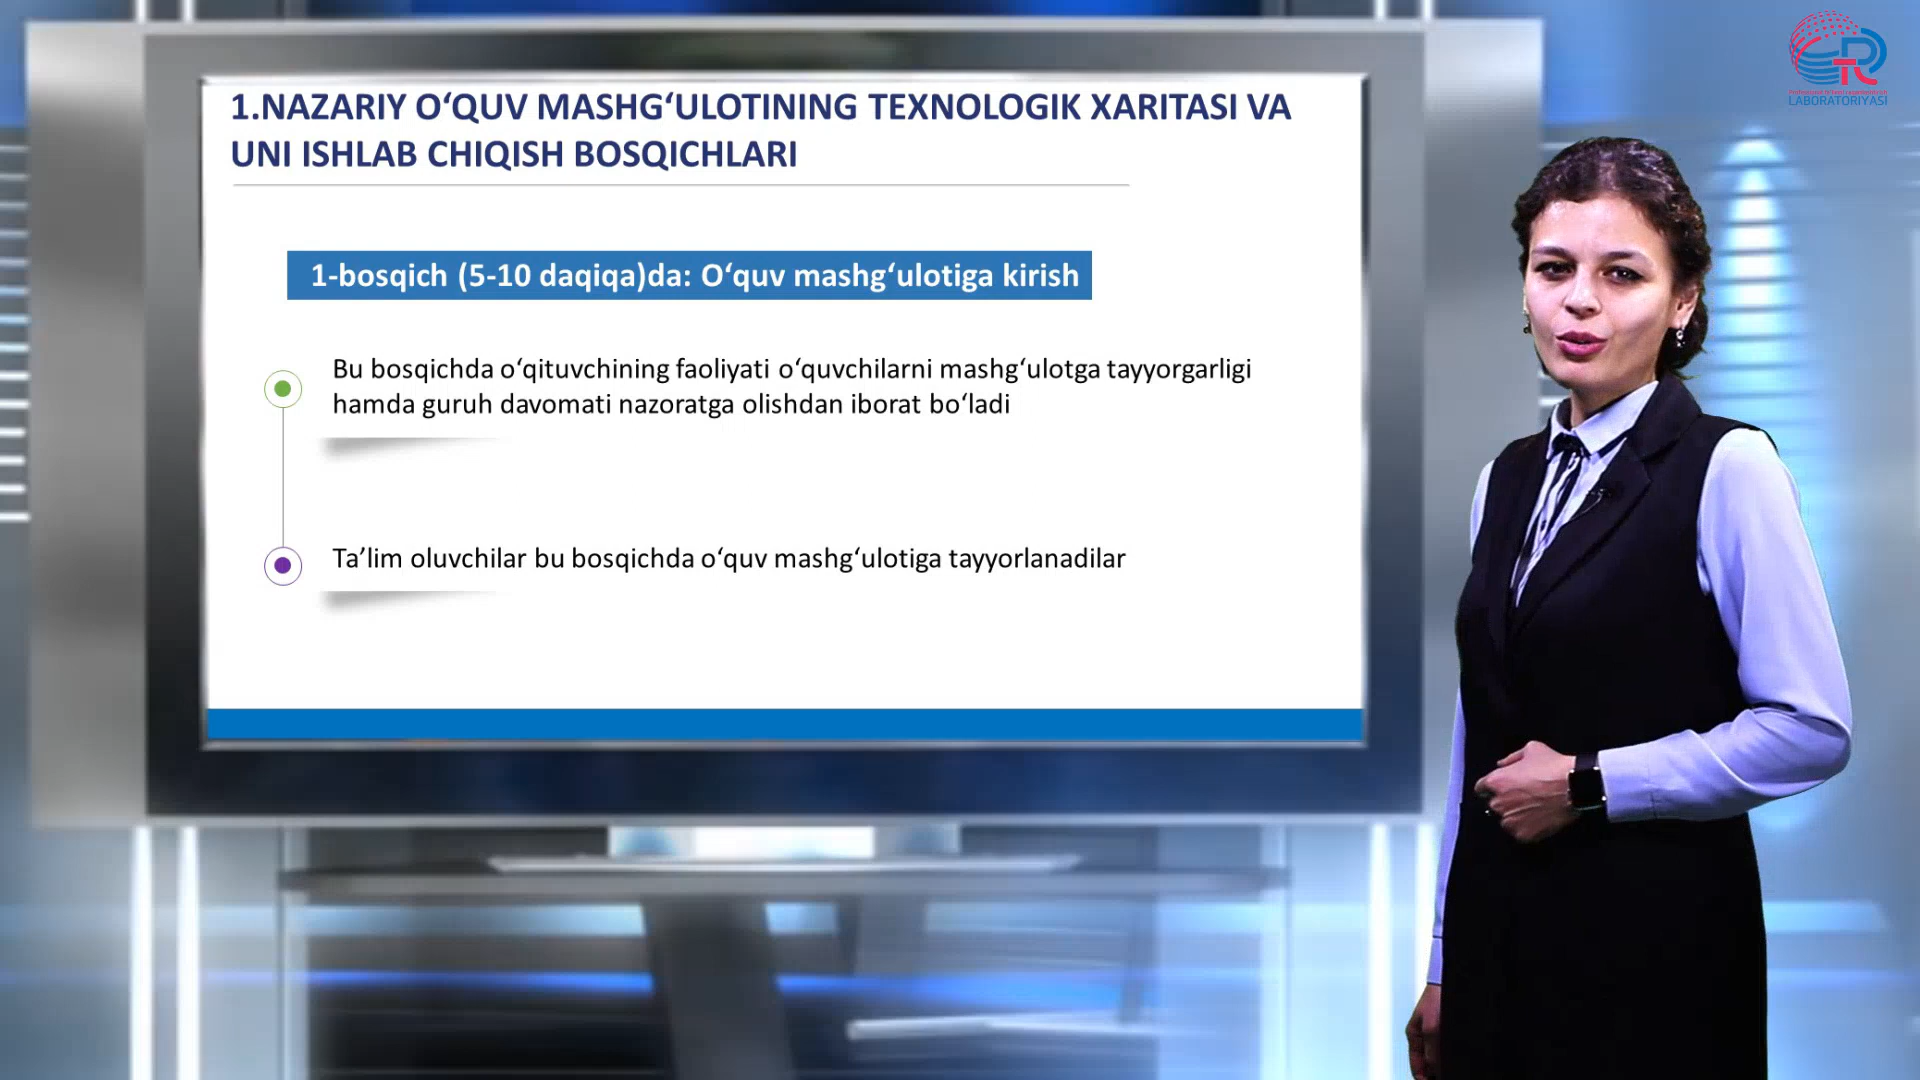 1.NAZARIY O‘QUV MASHG‘ULOTINING TEXNOLOGIK XARITASI VA
UNI ISHLAB CHIQISH BOSQICHLARI
1-bosqich (5-10 daqiqa)da: O‘quv mashg‘ulotiga kirish
Bu bosqichda o‘qituvchining faoliyati o‘quvchilarni mashg‘ulotga tayyorgarligi
hamda guruh davomati nazoratga olishdan iborat bo‘ladi
Ta’lim oluvchilar bu bosqichda o‘quv mashg‘ulotiga tayyorlanadilar
LABORATORIYASI